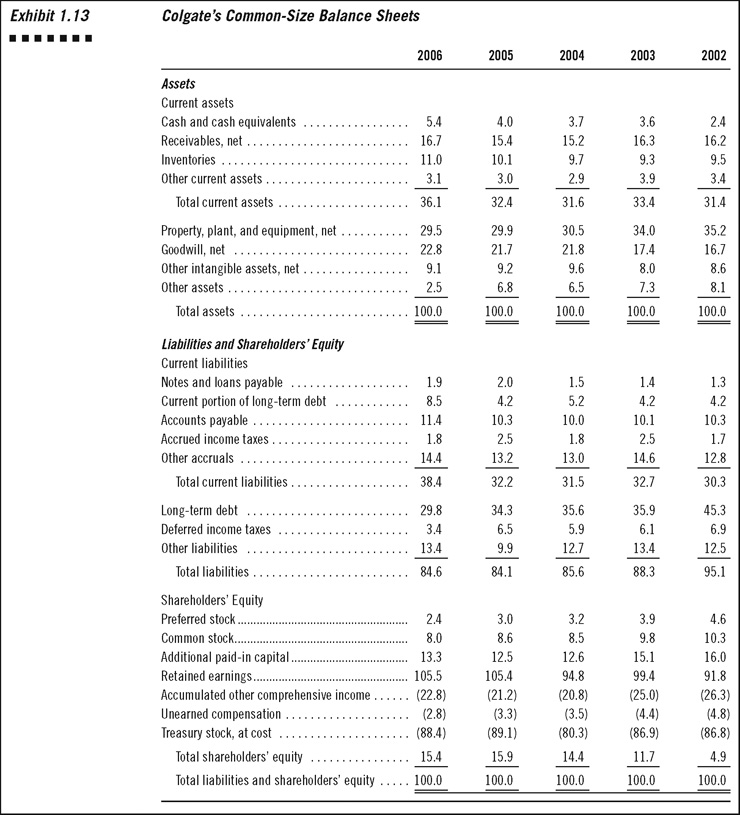 Exhibit 1.13 Colgate's Common-Size Balance Sheets
2006 2005 2004 2003 2002
Assets
Current assets
Cash and cash equivalents . . . . . . . . . . . . . . . . . 5.4 4.0 3.7 3.6 2.4
Receivables, net . . . . . . . . . . . . . . . . . . . . . . . . . 16.7 15.4 15.2 16.3 16.2
Inventories . . . . . . . . . . . . . . . . . . . . . . . . . . . . . 11.0 10.1 9.7 9.3 9.5
Other current assets . . . . . . . . . . . . . . . . . . . . . . 3.1 3.0 2.9 3.9 3.4
Total current assets . . . . . . . . . . . . . . . . . . . . 36.1 32.4 31.6 33.4 31.4
Property, plant, and equipment, net . . . . . . . . . . . 29.5 29.9 30.5 34.0 35.2
Goodwill, net . . . . . . . . . . . . . . . . . . . . . . . . . . . 22.8 21.7 21.8 17.4 16.7
Other intangible assets, net . . . . . . . . . . . . . . . . . 9.1 9.2 9.6 8.0 8.6
Other assets . . . . . . . . . . . . . . . . . . . . . . . . . . . . 2.5 6.8 6.5 7.3 8.1
Total assets . . . . . . . . . . . . . . . . . . . . . . . . . . 100.0 100.0 100.0 100.0 100.0
Liabilities and Shareholders' Equity
Current liabilities
Notes and loans payable . . . . . . . . . . . . . . . . . . . 1.9 2.0 1.5 1.4 1.3
Current portion of long-term debt . . . . . . . . . . . . 8.5 4.2 5.2 4.2 4.2
Accounts payable . . . . . . . . . . . . . . . . . . . . . . . . 11.4 10.3 10.0 10.1 10.3
Accrued income taxes . . . . . . . . . . . . . . . . . . . . . 1.8 2.5 1.8 2.5 1.7
Other accruals . . . . . . . . . . . . . . . . . . . . . . . . . . 14.4 13.2 13.0 14.6 12.8
Total current liabilities . . . . . . . . . . . . . . . . . . 38.4 32.2 31.5 32.7 30.3
Long-term debt . . . . . . . . . . . . . . . . . . . . . . . . . . 29.8 34.3 35.6 35.9 45.3
Deferred income taxes . . . . . . . . . . . . . . . . . . . . 3.4 6.5 5.9 6.1 6.9
Other liabilities . . . . . . . . . . . . . . . . . . . . . . . . . . 13.4 9.9 12.7 13.4 12.5
Total liabilities . . . . . . . . . . . . . . . . . . . . . . . . 84.6 84.1 85.6 88.3 95.1
Shareholders' Equity
Preferred stock.................................................... 2.4 3.0 3.2 3.9 4.6
Common stock..................................................... 8.0 8.6 8.5 9.8 10.3
Additional paid-in capital.................................... 13.3 12.5 12.6 15.1 16.0
Retained earnings................................................ 105.5 105.4 94.8 99.4 91.8
Accumulated other comprehensive income . . . . . . (22.8) (21.2) (20.8) (25.0) (26.3)
Unearned compensation . . . . . . . . . . . . . . . . . . . (2.8) (3.3) (3.5) (4.4) (4.8)
Treasury stock, at cost . . . . . . . . . . . . . . . . . . . . (88.4) (89.1) (80.3) (86.9) (86.8)
Total shareholders' equity . . . . . . . . . . . . . . . 15.4 15.9 14.4 11.7 4.9
Total liabilities and shareholders' equity . . . . . 100.0 100.0 100.0 100.0 100.0